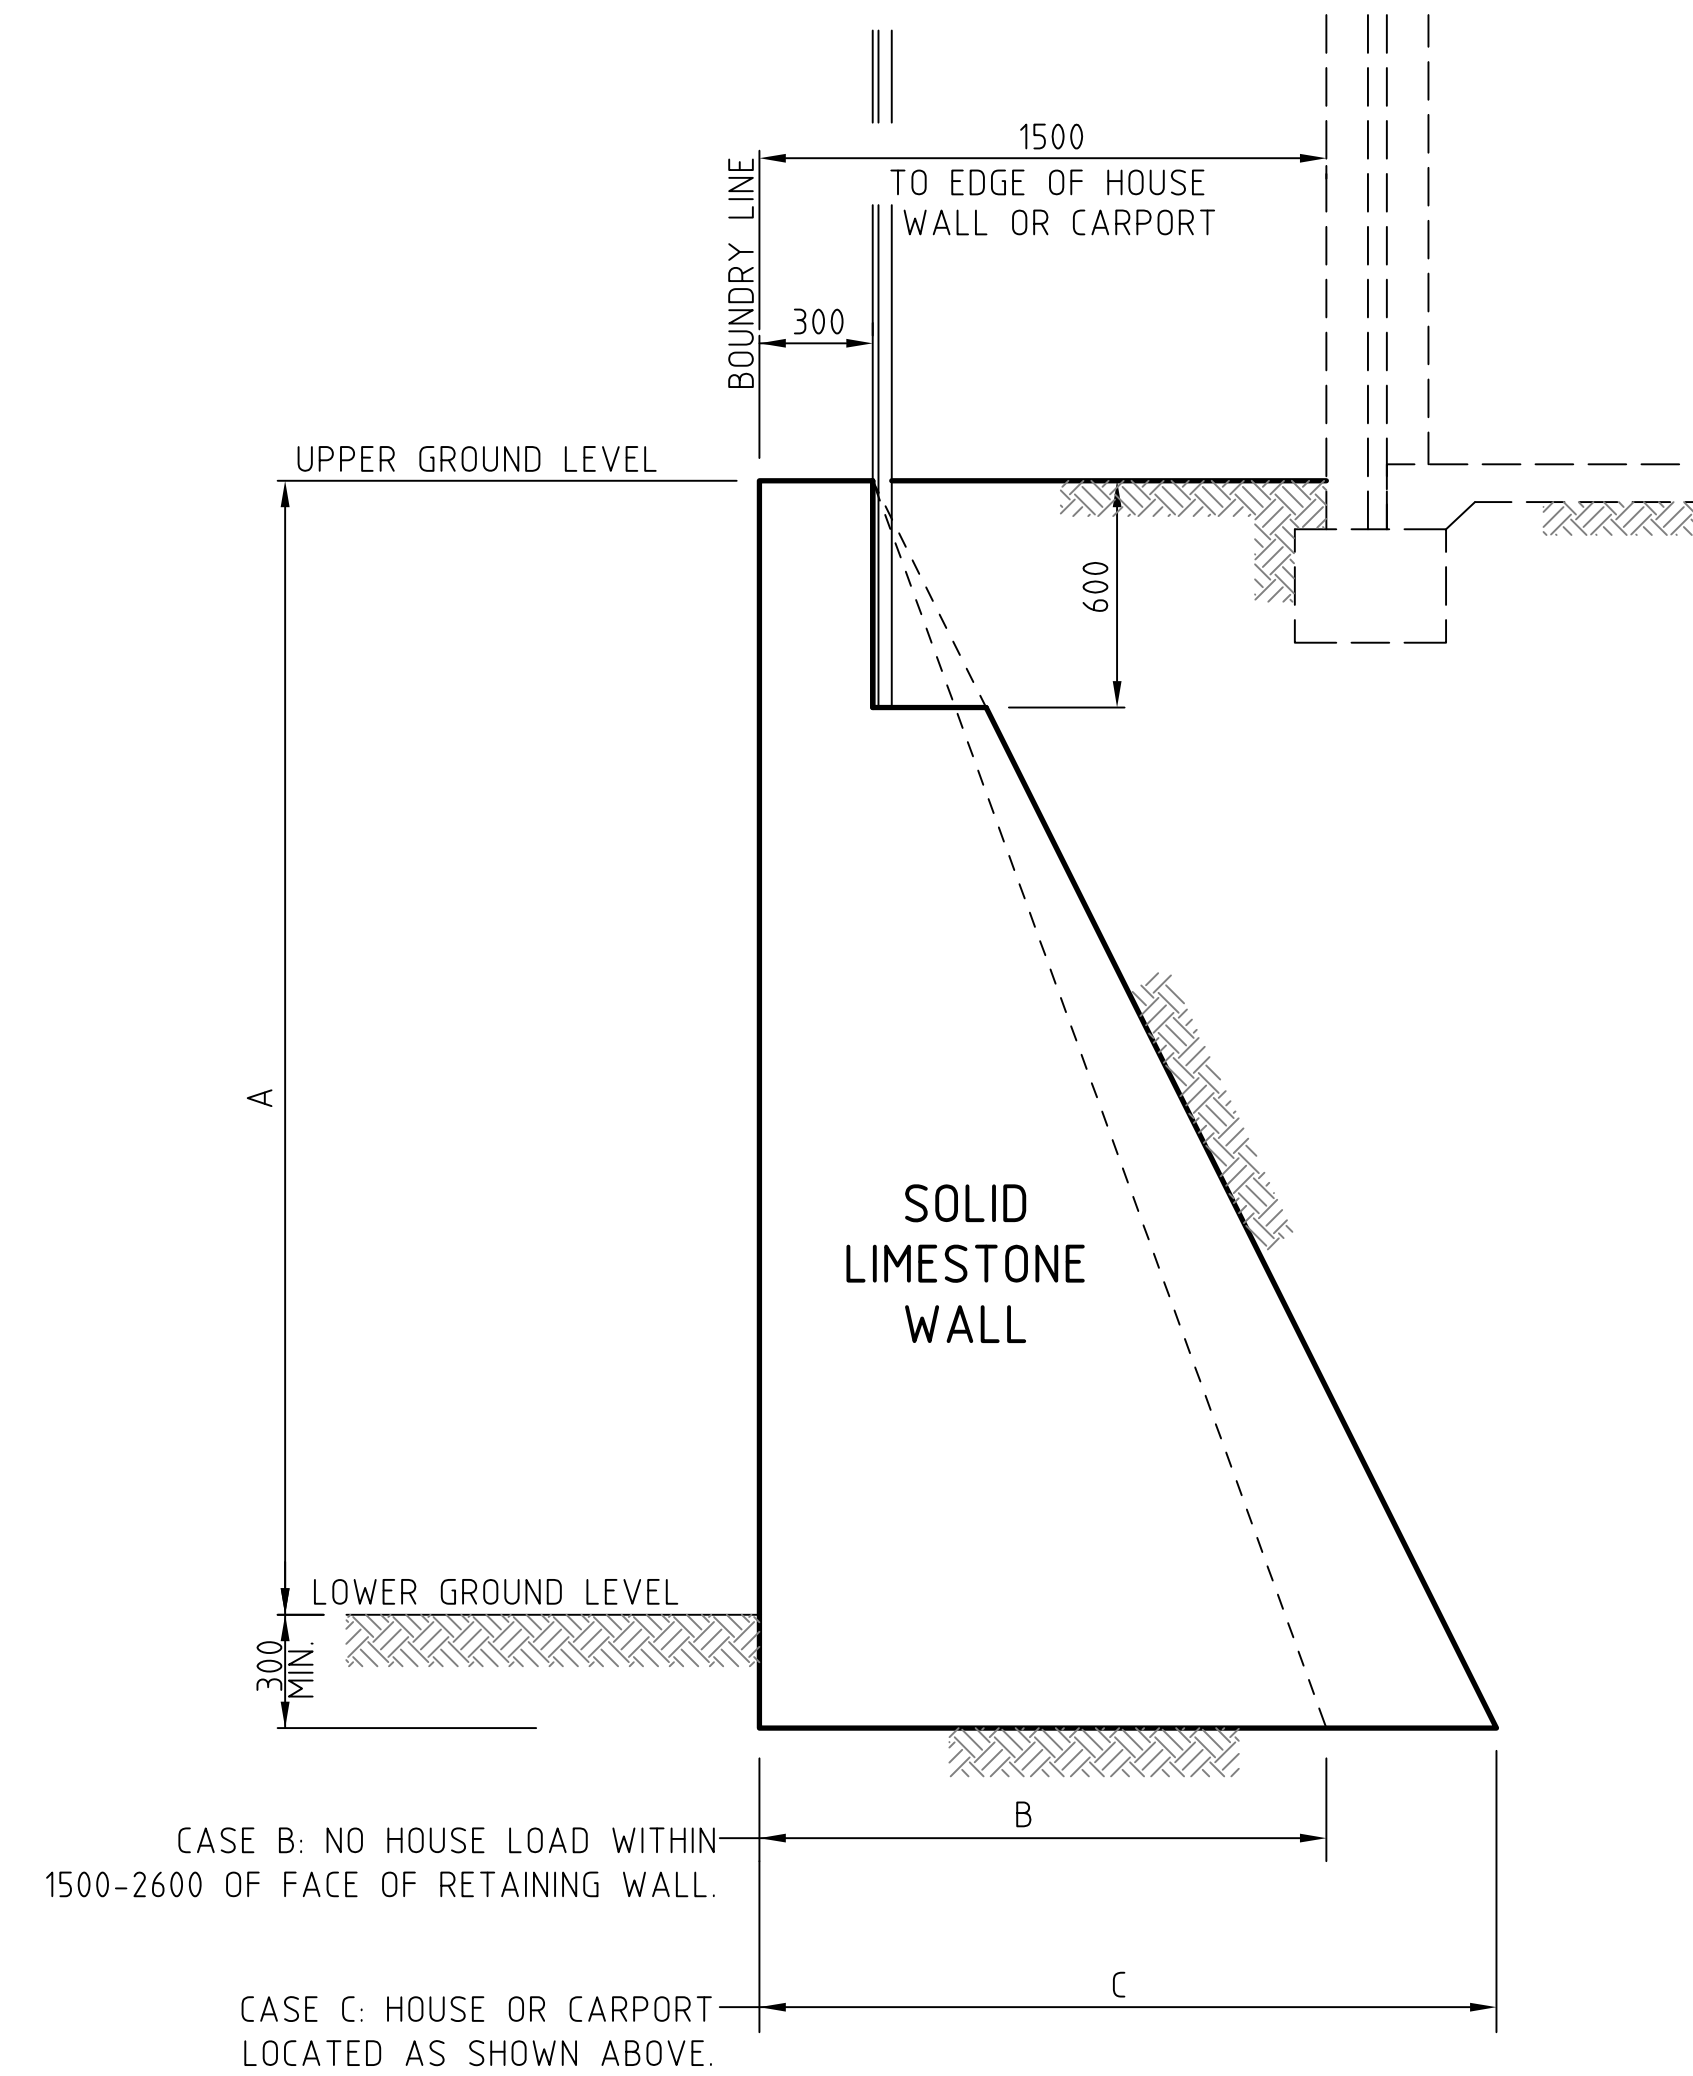 1500
TO EDGE OF HOUSE
WALL OR CARPORT
BOUNDRY LINE
300
UPPER GROUND LEVEL
600
A
SOLID
LIMESTONE
WALL
LOWER GROUND LEVEL
300
MIN.
B
CASE B: NO HOUSE LOAD WITHIN
1500-2600 OF FACE OF RETAINING WALL.
C
CASE C: HOUSE OR CARPORT
LOCATED AS SHOWN ABOVE.